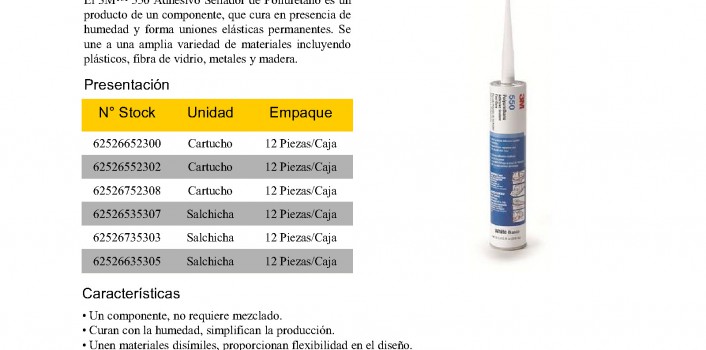 El 3M™ 550 Adhesivo Sellador de Poliuretano es un
producto de un componente, que cura en presencia de
humedad y forma uniones elásticas permanentes. Se
une a una amplia variedad de materiales incluyendo
plásticos, fibra de vidrio, metales y madera.
Presentación
N° Stock Unidad Empaque
62526652300 Cartucho 12 Piezas/Caja
62526552302 Cartucho 12 Piezas/Caja
62526752308 Cartucho 12 Piezas/Caja
62526535307 Salchicha 12 Piezas/Caja
62526735303 Salchicha 12 Piezas/Caja
62526635305 Salchicha 12 Piezas/Caja
Características
• Un componente, no requiere mezclado.
• Curan con la humedad, simplifican la producción.
• Unen materiales disímiles, proporcionan flexibilidad en el diseño.
3M
550